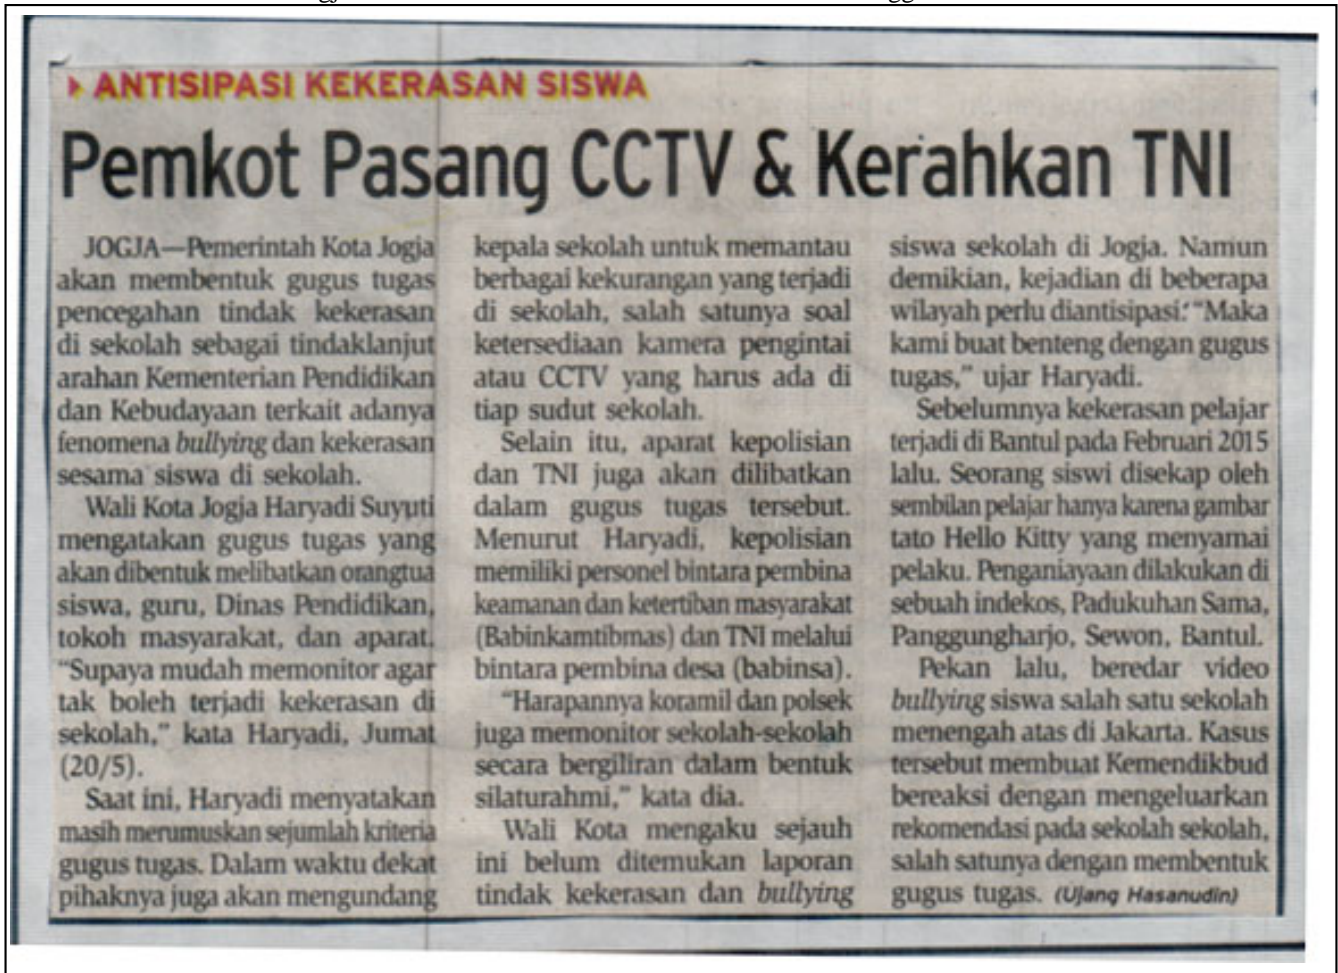 ANTISIPASI KEKERASAN SISWA
Pemkot Pasang CCTV & Kerahkan TNI
JOGJA—Pemerintah Kota Jogja
akan membentuk gugus tugas
pencegahan tindak kekerasan
di sekolah sebagai tindaklanjut
arahan Kementerian Pendidikan
dan Kebudayaan terkait adanya
fenomena bullying dan kekerasan
sesama siswa di sekolah.
Wali Kota Jogja Haryadi Suyuti
mengatakan gugus tugas yang
akan dibentuk melibatkan orangtua
siswa, guru, Dinas Pendidikan,
tokoh masyarakat, dan aparat.
“Supaya mudah memonitor agar
tak boleh terjadi kekerasan di
sekolah,” kata Haryadi, Jumat
(20/5).
Saat ini, Haryadi menyatakan
masih merumuskan sejumlah kriteria
gugus tugas. Dalam waktu dekat
pihaknya juga akan mengundang
kepala sekolah untuk memantau
berbagai kekurangan yang terjadi
di sekolah, salah satunya soal
ketersediaan kamera pengintai
atau CCTV yang harus ada di
tiap sudut sekolah.
Selain itu, aparat kepolisian
dan TNI juga akan dilibatkan
dalam gugus tugas tersebut.
Menurut Haryadi, kepolisian
memiliki personel bintara pembina
keamanan dan ketertiban masyarakat
(Babinkamtibmas) dan TNI melalui
bintara pembina desa (babinsa).
“Harapannya koramil dan polsek
juga memonitor sekolah-sekolah
secara bergiliran dalam bentuk
silaturahmi,” kata dia.
Wali Kota mengaku sejauh
ini belum ditemukan laporan
tindak kekerasan dan bullying
siswa sekolah di Jogja. Namun
demikian, kejadian di beberapa
wilayah perlu diantisipasi. “Maka
kami buat benteng dengan gugus
tugas,” ujar Haryadi.
Sebelumnya kekerasan pelajar
terjadi di Bantul pada Februari 2015
lalu. Seorang siswi disekap oleh
sembilan pelajar hanya karena gambar
tato Hello Kitty yang menyamai
pelaku. Penganiayaan dilakukan di
sebuah indekos, Padukuhan Sama,
Panggungharjo, Sewon, Bantul.
Pekan lalu, beredar video
bullying siswa salah satu sekolah
menengah atas di Jakarta. Kasus
tersebut membuat Kemendikbud
bereaksi dengan mengeluarkan
rekomendasi pada sekolah sekolah,
salah satunya dengan membentuk
gugus tugas. (Ujang Hasanudin)